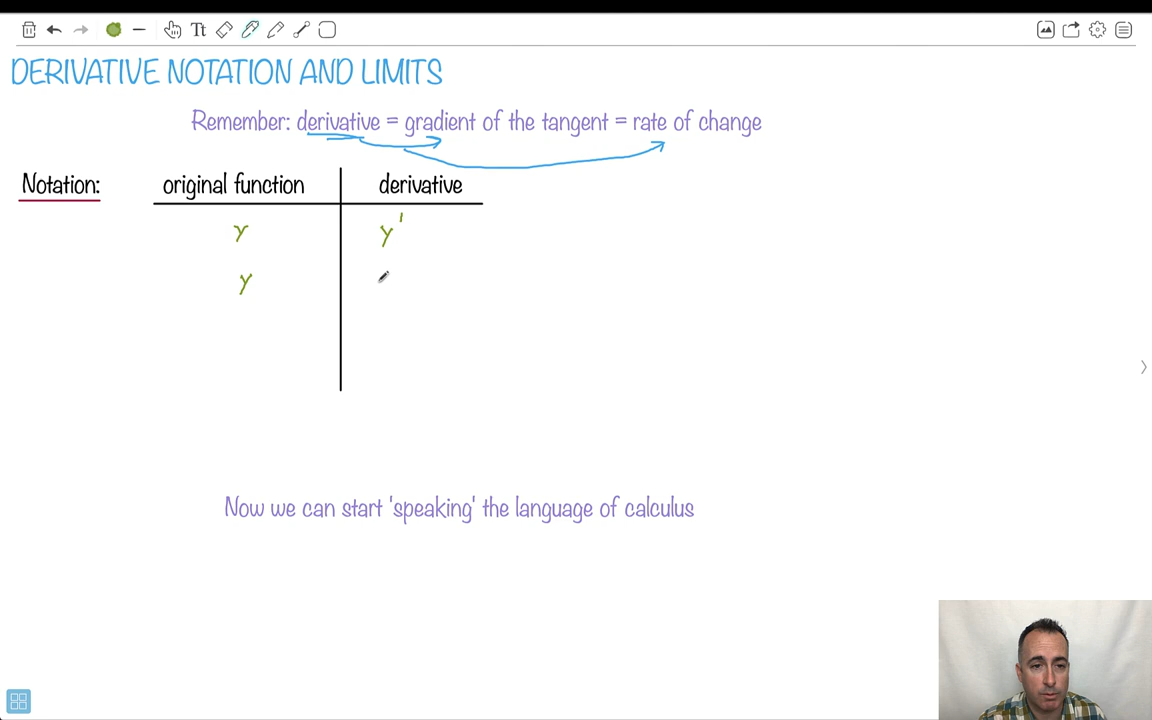 Tt
DERIVATIVE NOTATION AND LIMITS
Remember: derivative = gradient of the tangent = rate of change
Notation: original function derivative
y y'
y
Now we can start 'speaking' the language of calculus